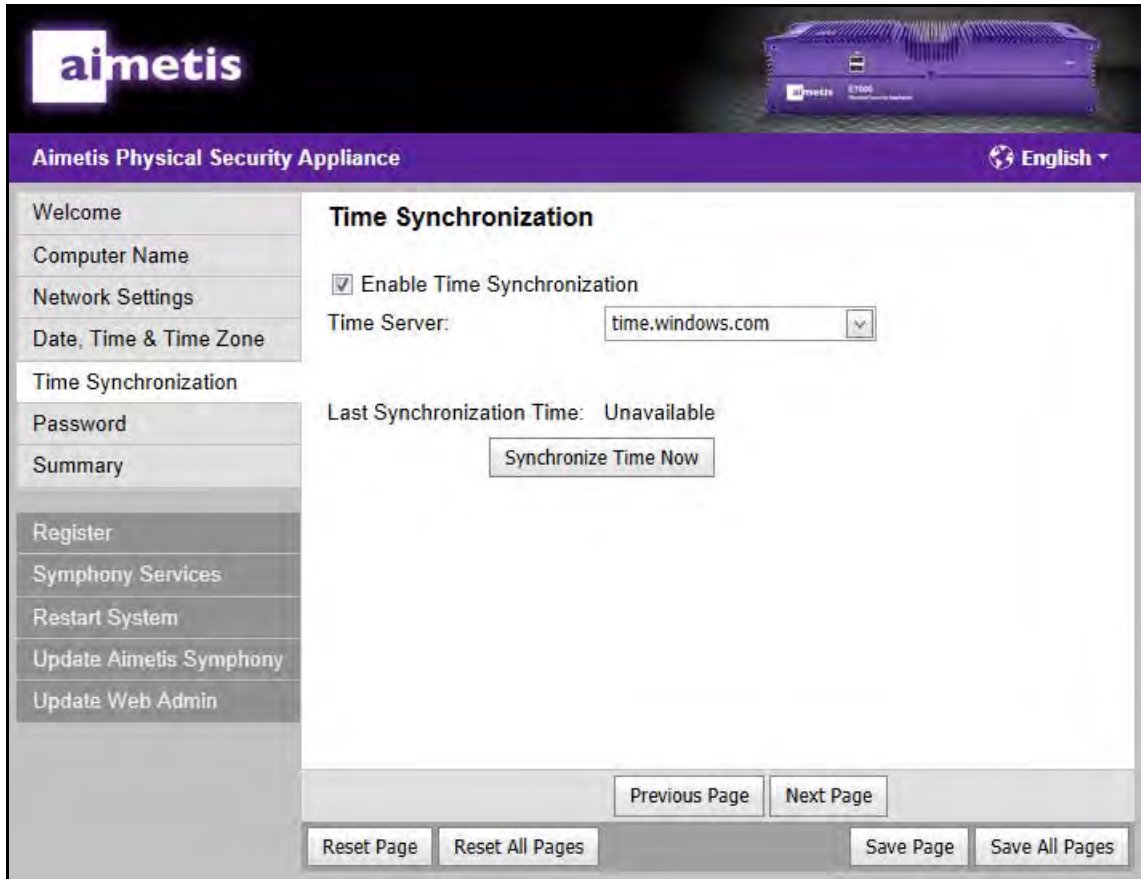 aimetis
aimetis E7000
Aimetis Physical Security Appliance
English
Welcome
Computer Name
Network Settings
Date, Time & Time Zone
Time Synchronization
Password
Summary
Register
Symphony Services
Restart System
Update Aimetis Symphony
Update Web Admin
Time Synchronization
Enable Time Synchronization
Time Server: time.windows.com
Last Synchronization Time: Unavailable
Synchronize Time Now
Previous Page Next Page
Reset Page Reset All Pages Save Page Save All Pages